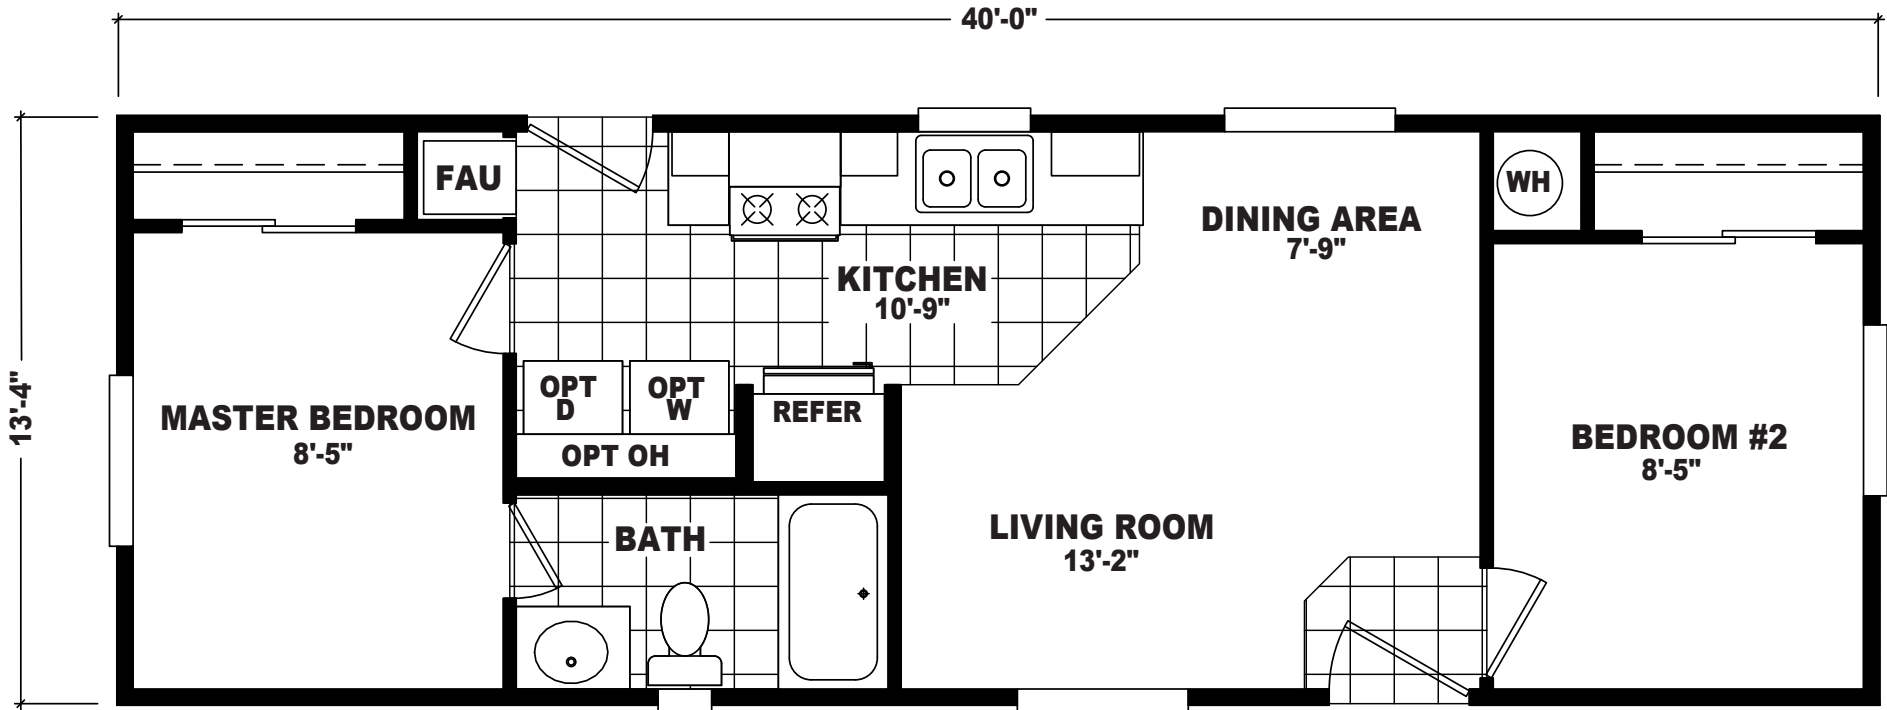 40'-0"
FAU
WH
DINING AREA
7'-9"
KITCHEN
10'-9"
13'-4"
OPT
D
OPT
W
REFER
MASTER BEDROOM
8'-5"
OPT OH
BEDROOM #2
8'-5"
BATH
LIVING ROOM
13'-2"